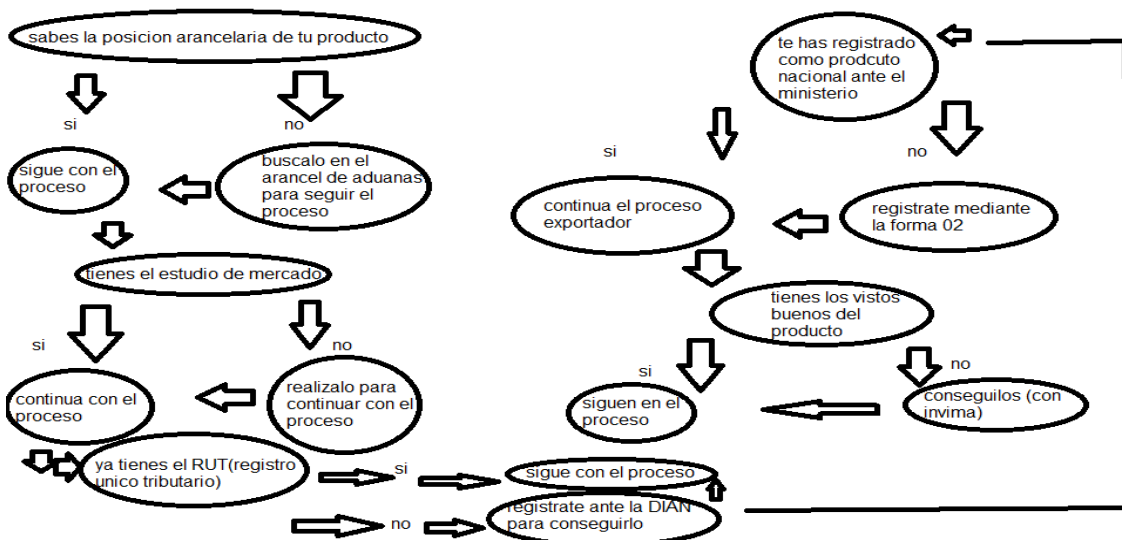 sabes la posicion arancelaria de tu producto
si
no
sigue con el
proceso
buscalo en el
arancel de aduanas
para seguir el
proceso
tienes el estudio de mercado
si
no
continua con el
proceso
realizalo para
continuar con el
proceso
ya tienes el RUT(registro
unico tributario)
si
sigue con el proceso
no
registrate ante la DIAN
para conseguirlo
te has registrado
como prodcuto
nacional ante el
ministerio
si
no
continua el proceso
exportador
registrate mediante
la forma 02
tienes los vistos
buenos del
producto
si
no
siguen en el
proceso
conseguilos (con
invima)